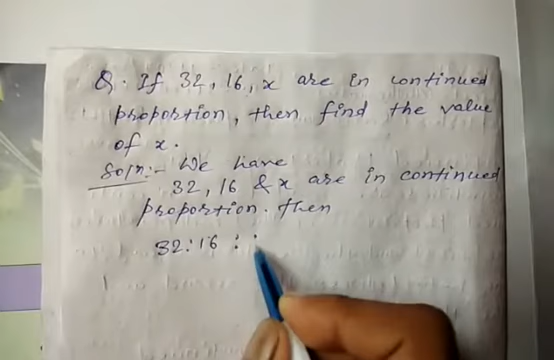 Q. If 32, 16, x are in continued
proportion, then find the value
of x.
Soln:- We have
32, 16 & x are in continued
proportion. then
32:16 ::